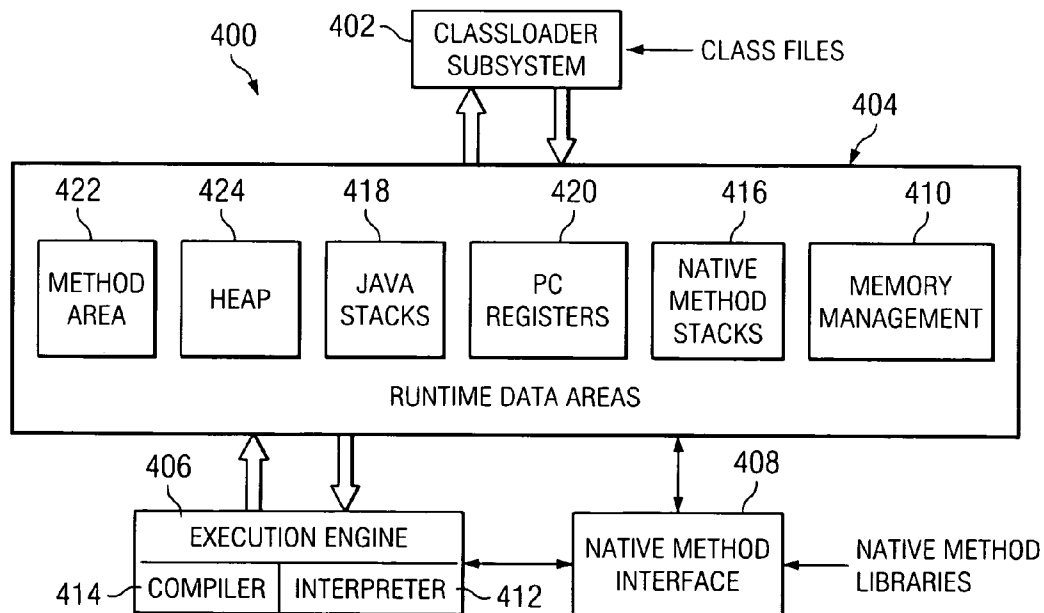 402
CLASSLOADER
SUBSYSTEM
CLASS FILES
400
404
422
424
418
420
416
410
METHOD
AREA
HEAP
JAVA
STACKS
PC
REGISTERS
NATIVE
METHOD
STACKS
MEMORY
MANAGEMENT
RUNTIME DATA AREAS
406
408
EXECUTION ENGINE
414
COMPILER
INTERPRETER
412
NATIVE METHOD
INTERFACE
NATIVE METHOD
LIBRARIES